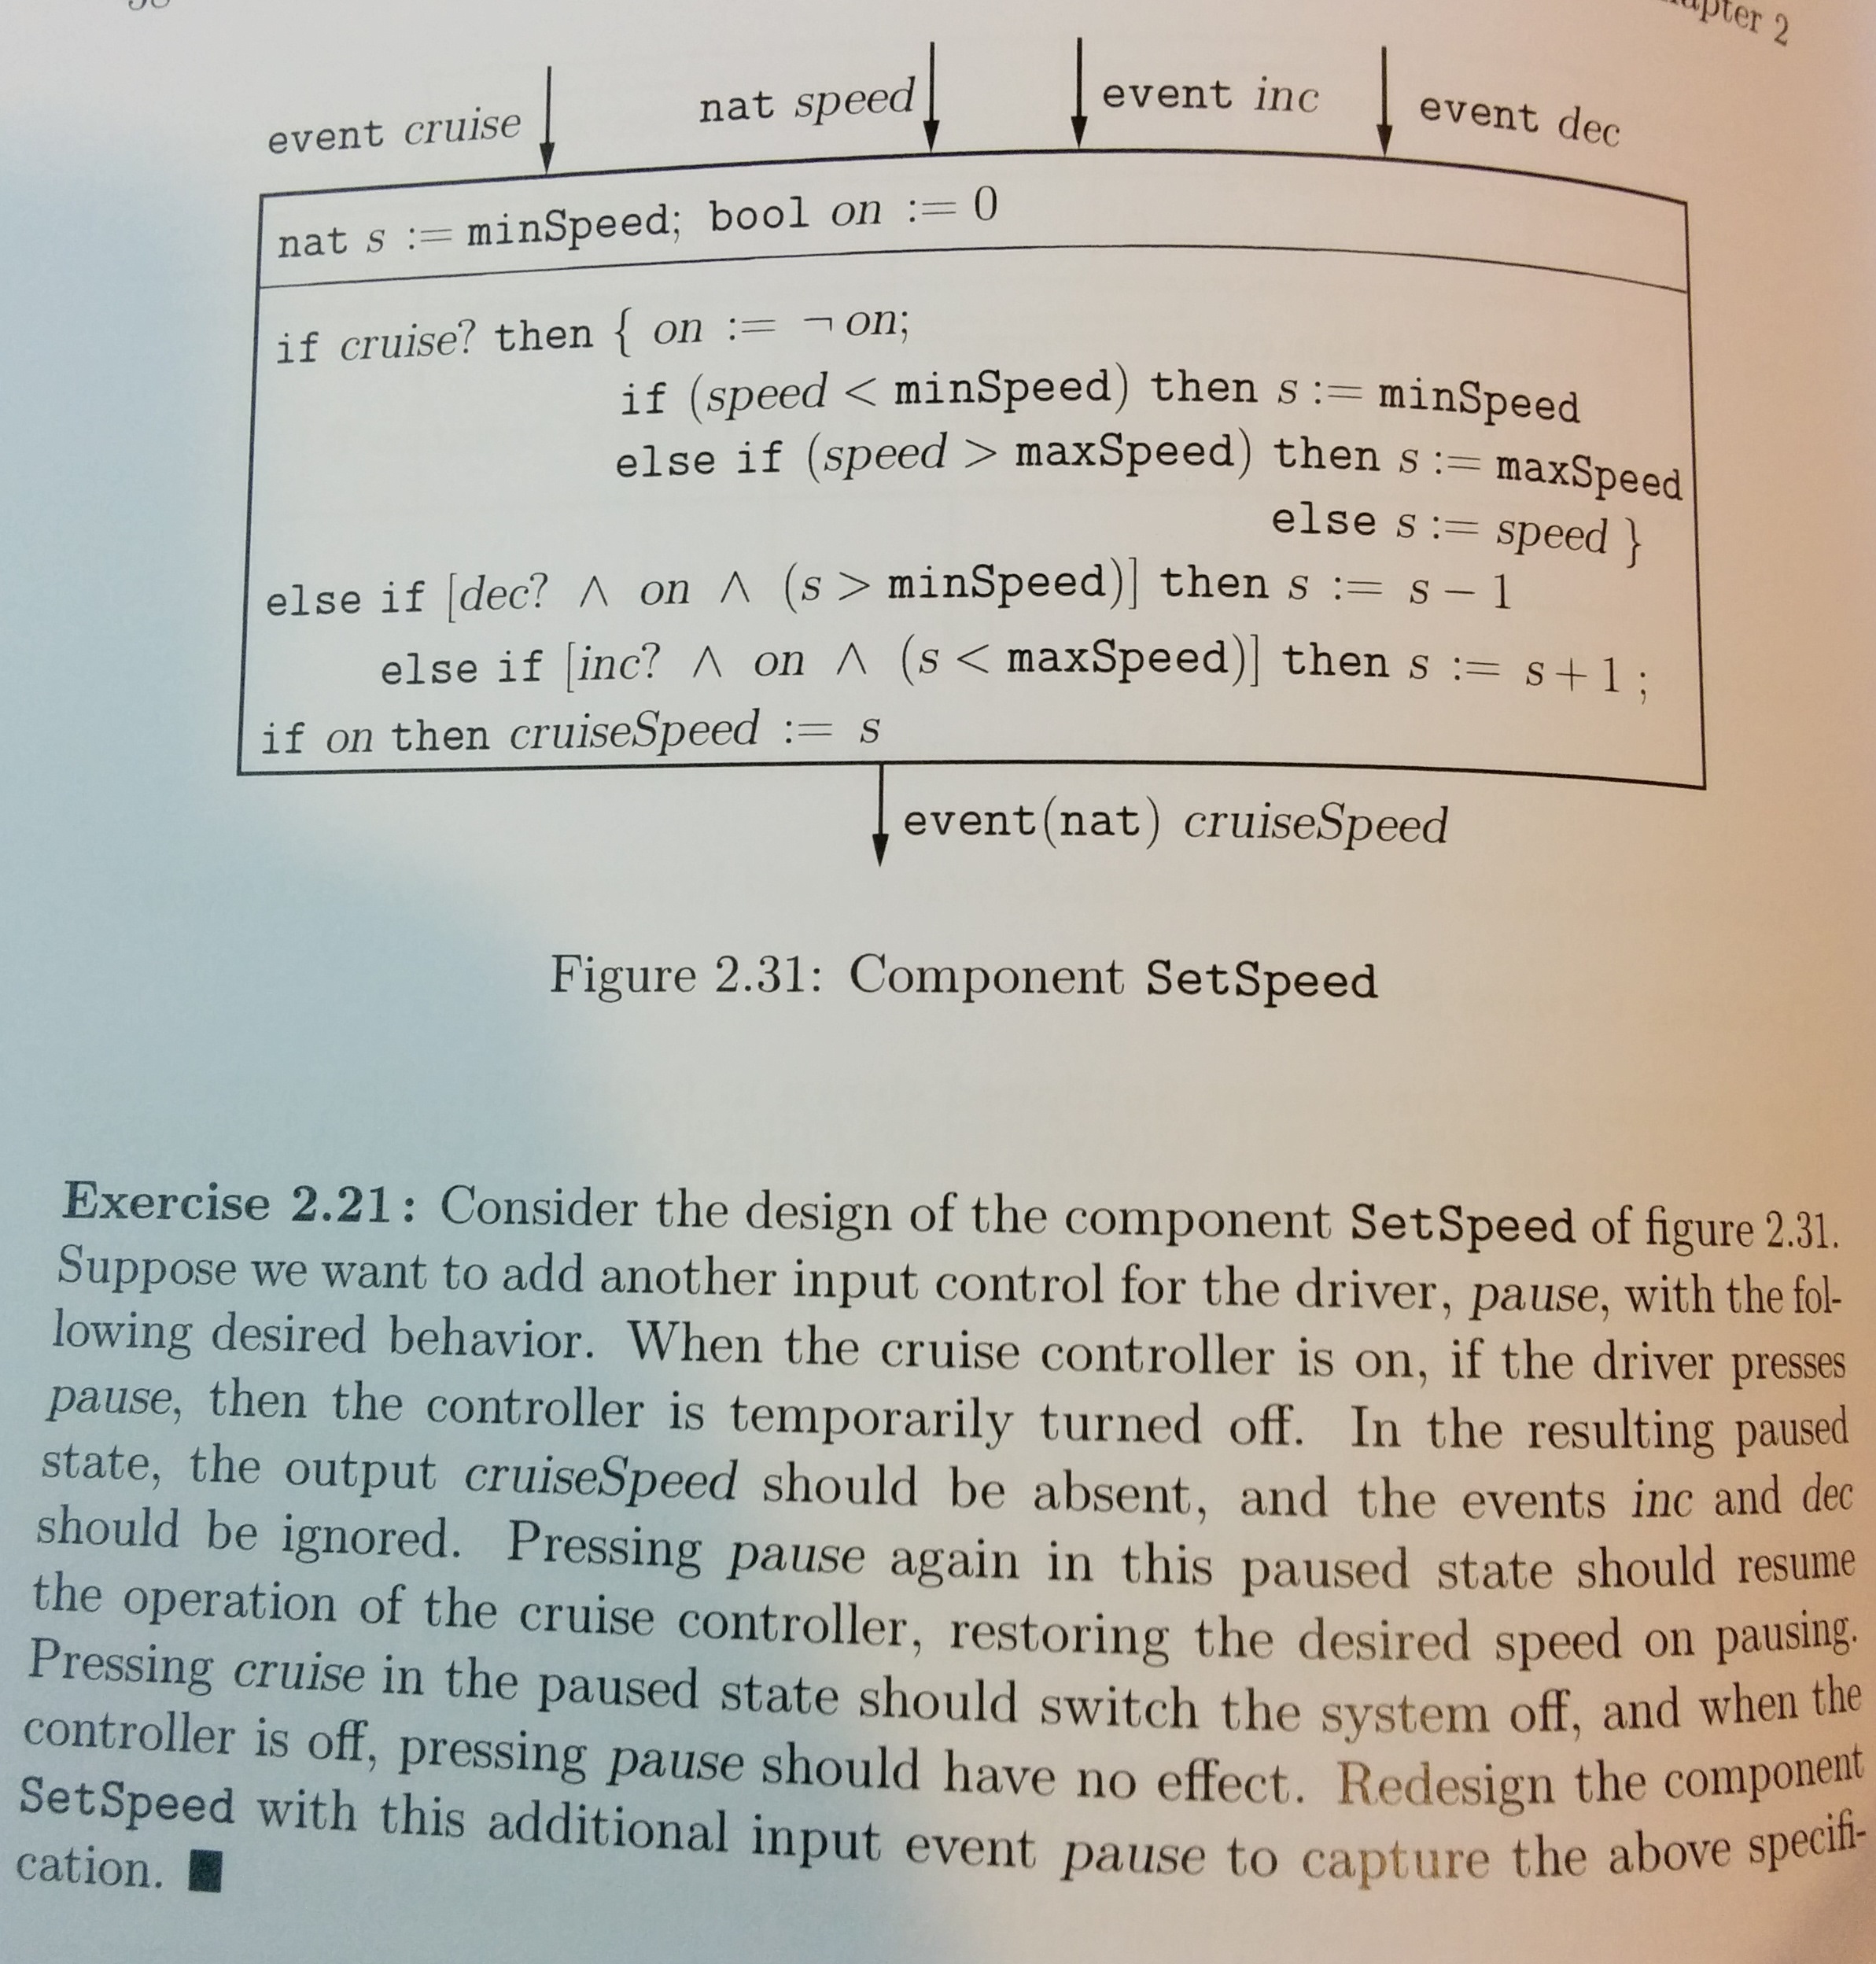 Chapter 2
event cruise
nat speed
event inc
event dec
nat s := minSpeed; bool on := 0
if cruise? then { on := ¬ on;
if (speed < minSpeed) then s := minSpeed
else if (speed > maxSpeed) then s := maxSpeed
else s := speed }
else if [dec? ∧ on ∧ (s > minSpeed)] then s := s − 1
else if [inc? ∧ on ∧ (s < maxSpeed)] then s := s + 1 ;
if on then cruiseSpeed := s
event(nat) cruiseSpeed
Figure 2.31: Component SetSpeed
Exercise 2.21: Consider the design of the component SetSpeed of figure 2.31.
Suppose we want to add another input control for the driver, pause, with the fol-
lowing desired behavior. When the cruise controller is on, if the driver presses
pause, then the controller is temporarily turned off. In the resulting paused
state, the output cruiseSpeed should be absent, and the events inc and dec
should be ignored. Pressing pause again in this paused state should resume
the operation of the cruise controller, restoring the desired speed on pausing.
Pressing cruise in the paused state should switch the system off, and when the
controller is off, pressing pause should have no effect. Redesign the component
SetSpeed with this additional input event pause to capture the above specifi-
cation. ■